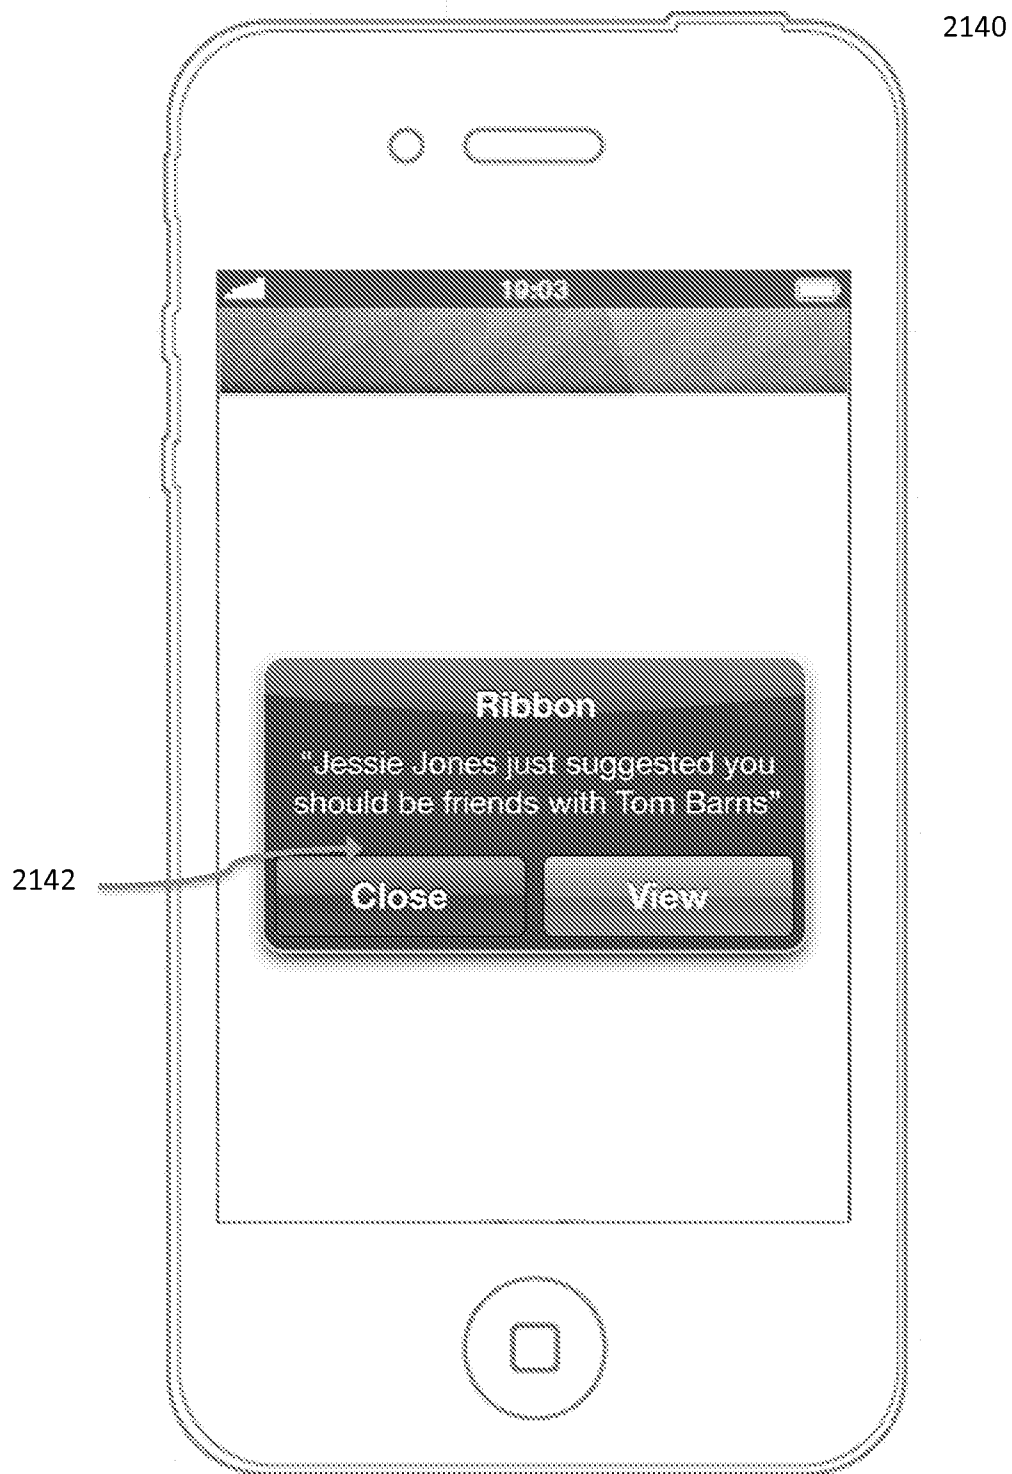 2140
19:03
Ribbon
"Jessie Jones just suggested you
should be friends with Tom Barns"
2142
Close
View